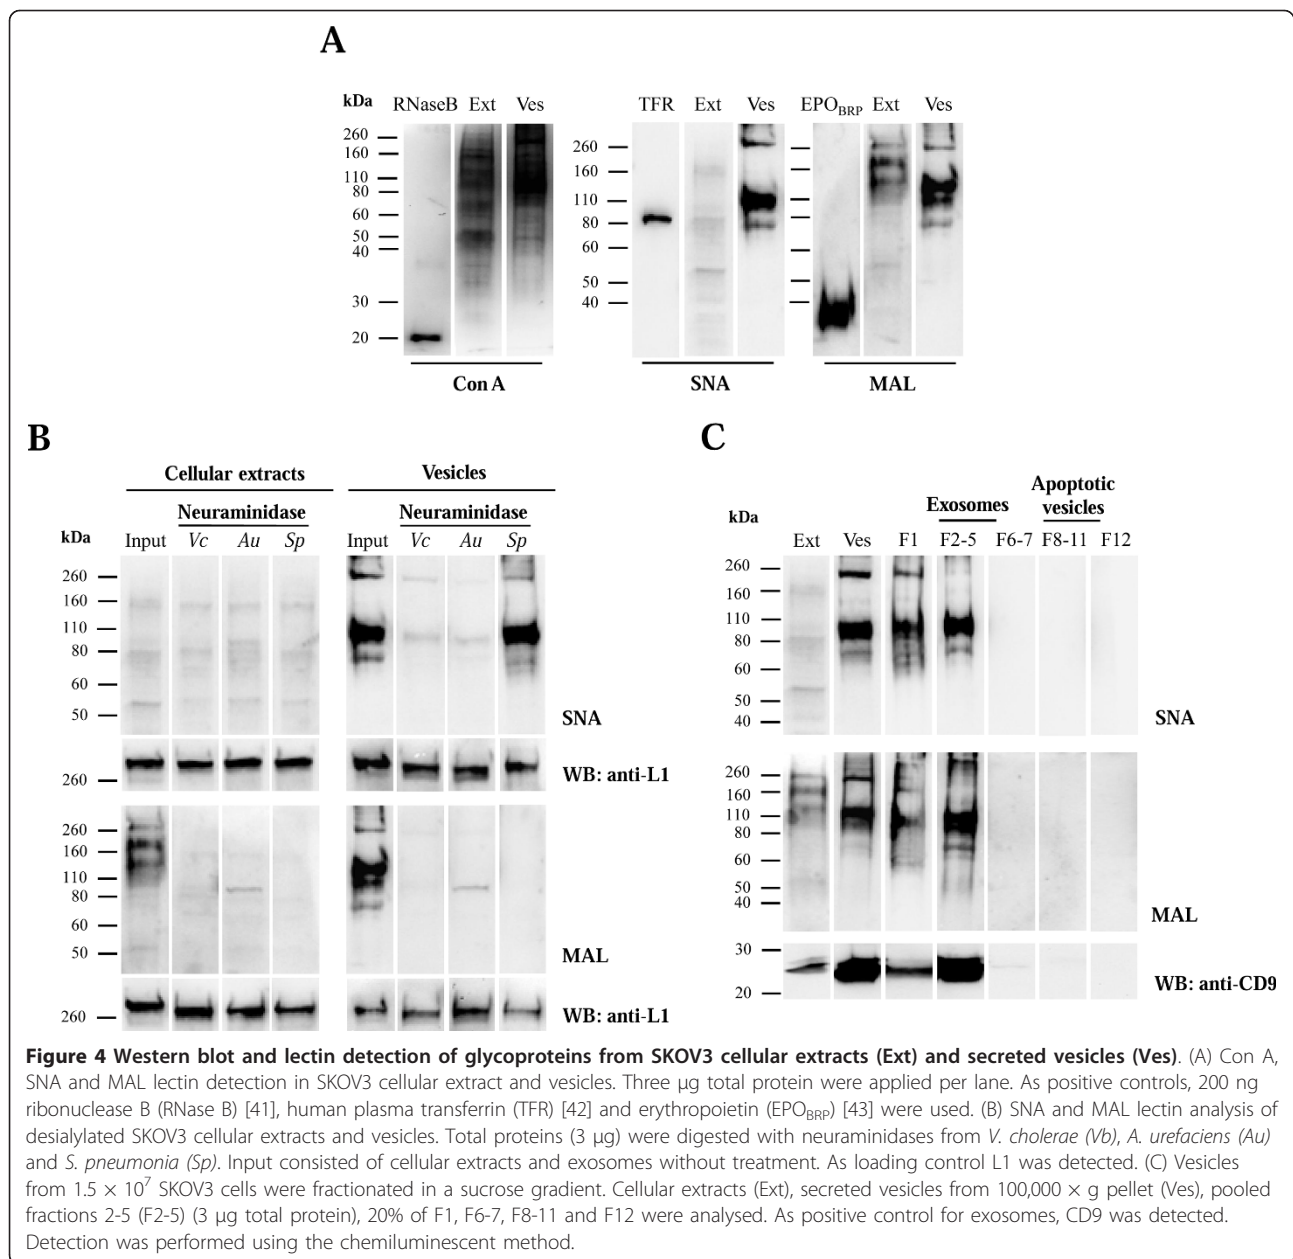 A
kDa RNaseB Ext Ves
260
160
110
80
60
50
40
30
20
Con A
TFR Ext Ves
260
160
110
80
60
50
40
SNA
EPO_BRP Ext Ves
MAL
B
Cellular extracts Vesicles
Neuraminidase Neuraminidase
kDa Input Vc Au Sp Input Vc Au Sp
260
160
110
80
60
50
SNA
260
WB: anti-L1
260
160
110
80
60
50
MAL
260
WB: anti-L1
C
Apoptotic
Exosomes vesicles
kDa
Ext Ves F1 F2-5 F6-7 F8-11 F12
260
160
110
80
60
50
40
SNA
260
160
110
80
60
50
40
MAL
30
20
WB: anti-CD9
Figure 4 Western blot and lectin detection of glycoproteins from SKOV3 cellular extracts (Ext) and secreted vesicles (Ves). (A) Con A,
SNA and MAL lectin detection in SKOV3 cellular extract and vesicles. Three μg total protein were applied per lane. As positive controls, 200 ng
ribonuclease B (RNase B) [41], human plasma transferrin (TFR) [42] and erythropoietin (EPO_BRP) [43] were used. (B) SNA and MAL lectin analysis of
desialylated SKOV3 cellular extracts and vesicles. Total proteins (3 μg) were digested with neuraminidases from V. cholerae (Vb), A. urefaciens (Au)
and S. pneumonia (Sp). Input consisted of cellular extracts and exosomes without treatment. As loading control L1 was detected. (C) Vesicles
from 1.5 × 10^7 SKOV3 cells were fractionated in a sucrose gradient. Cellular extracts (Ext), secreted vesicles from 100,000 × g pellet (Ves), pooled
fractions 2-5 (F2-5) (3 μg total protein), 20% of F1, F6-7, F8-11 and F12 were analysed. As positive control for exosomes, CD9 was detected.
Detection was performed using the chemiluminescent method.